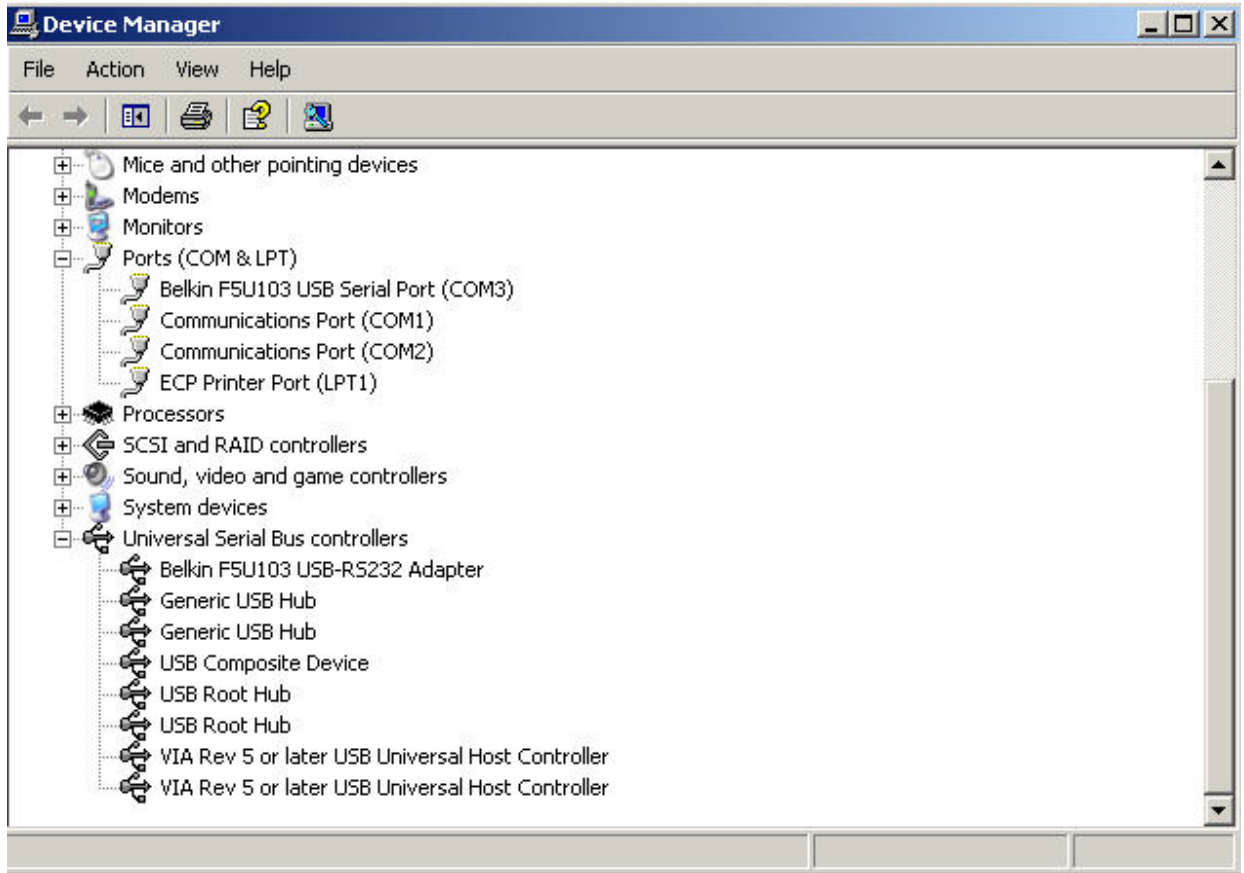 Device Manager
File Action View Help
Mice and other pointing devices
Modems
Monitors
Ports (COM & LPT)
Belkin F5U103 USB Serial Port (COM3)
Communications Port (COM1)
Communications Port (COM2)
ECP Printer Port (LPT1)
Processors
SCSI and RAID controllers
Sound, video and game controllers
System devices
Universal Serial Bus controllers
Belkin F5U103 USB-RS232 Adapter
Generic USB Hub
Generic USB Hub
USB Composite Device
USB Root Hub
USB Root Hub
VIA Rev 5 or later USB Universal Host Controller
VIA Rev 5 or later USB Universal Host Controller